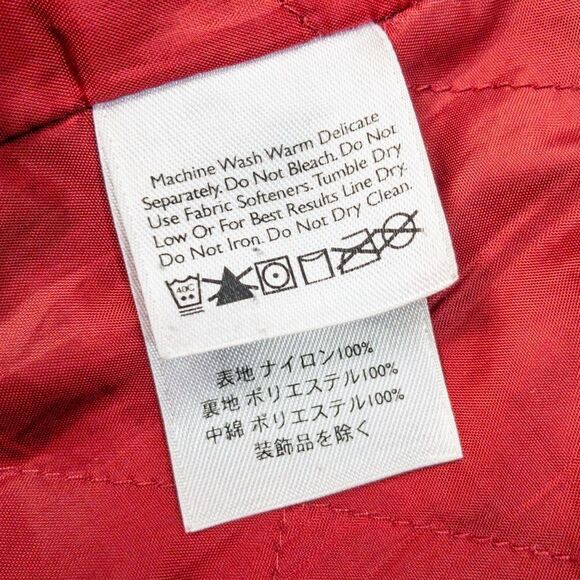 Machine Wash Warm Delicate
Separately. Do Not Bleach. Do Not
Use Fabric Softeners. Tumble Dry
Low Or For Best Results Line Dry.
Do Not Iron. Do Not Dry Clean.
40C
表地 ナイロン100%
裏地 ポリエステル100%
中綿 ポリエステル100%
装飾品を除く